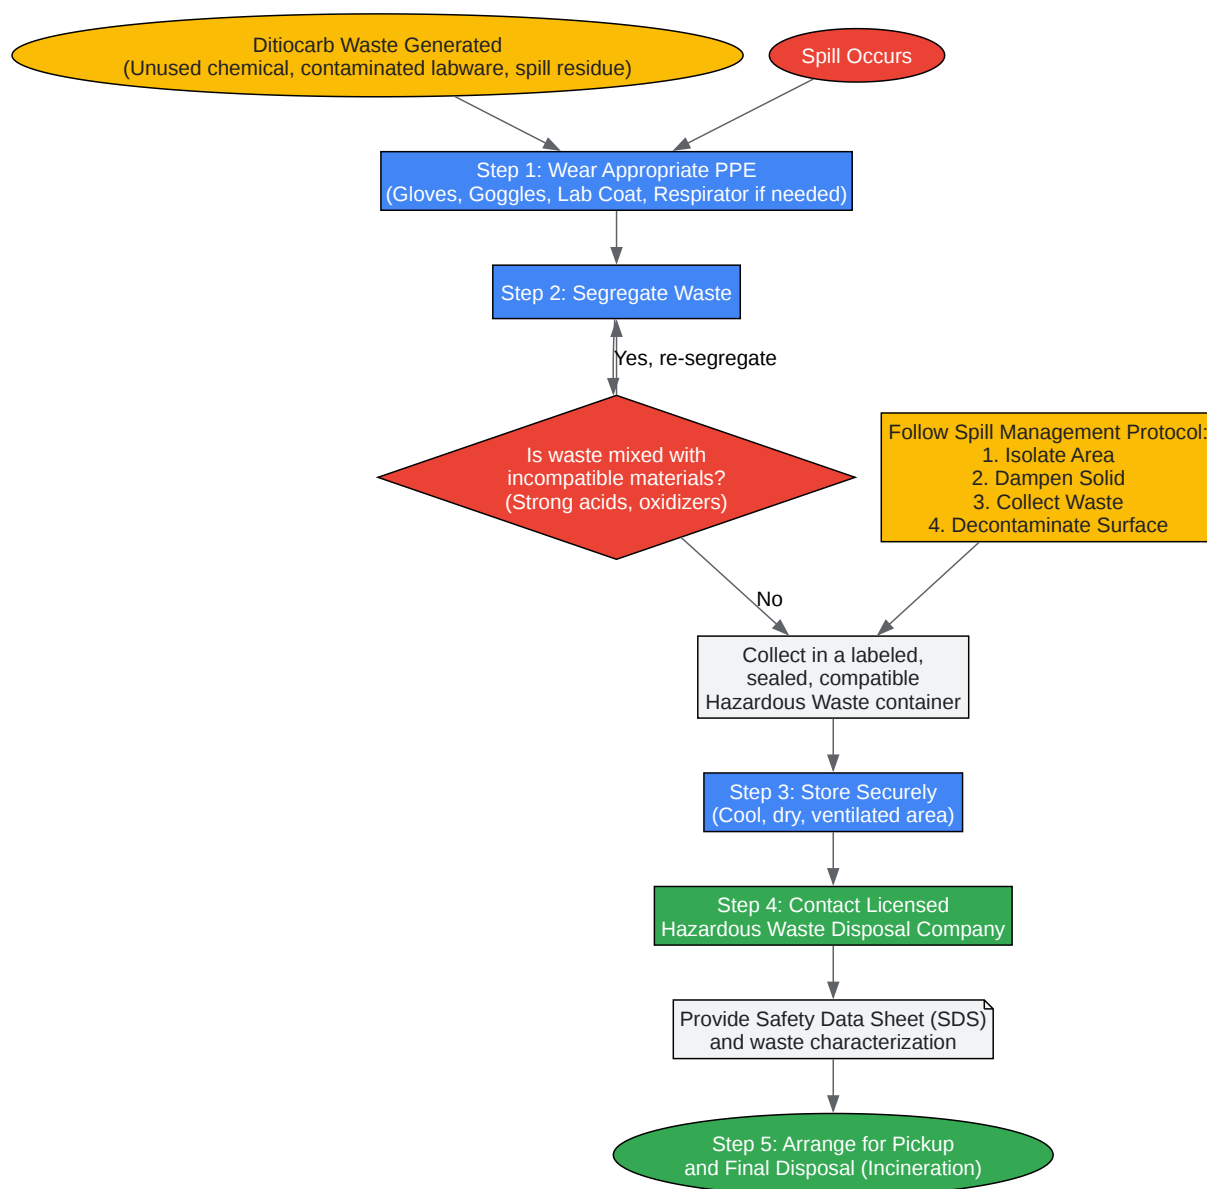 Ditiocarb Waste Generated
(Unused chemical, contaminated labware, spill residue)
Spill Occurs
Step 1: Wear Appropriate PPE
(Gloves, Goggles, Lab Coat, Respirator if needed)
Step 2: Segregate Waste
Yes, re-segregate
Is waste mixed with
incompatible materials?
(Strong acids, oxidizers)
Follow Spill Management Protocol:
1. Isolate Area
2. Dampen Solid
3. Collect Waste
4. Decontaminate Surface
No
Collect in a labeled,
sealed, compatible
Hazardous Waste container
Step 3: Store Securely
(Cool, dry, ventilated area)
Step 4: Contact Licensed
Hazardous Waste Disposal Company
Provide Safety Data Sheet (SDS)
and waste characterization
Step 5: Arrange for Pickup
and Final Disposal (Incineration)